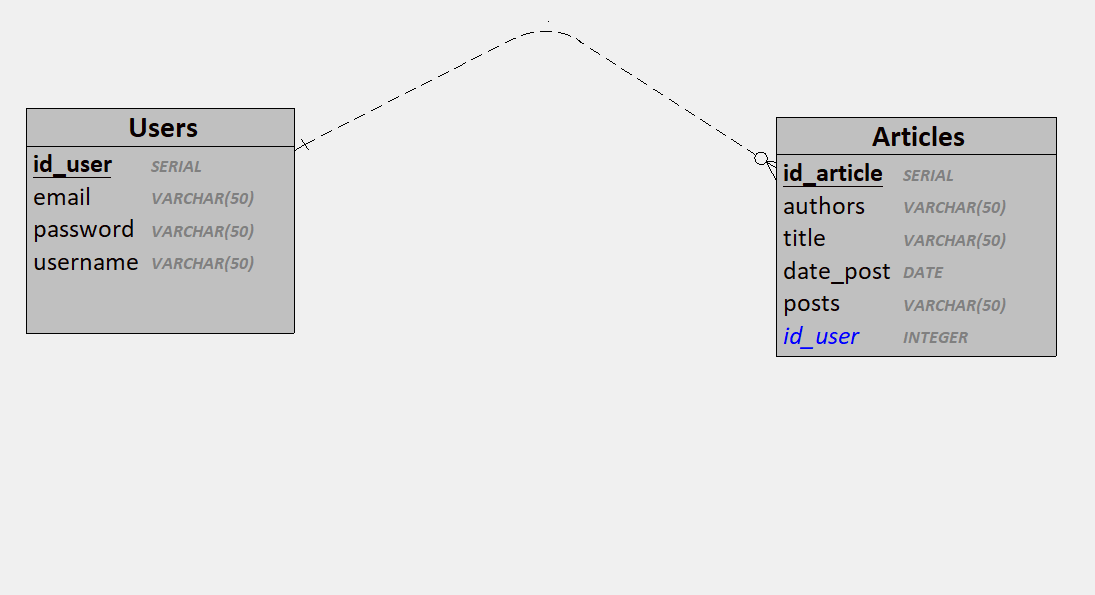 Users
id_user SERIAL
email VARCHAR(50)
password VARCHAR(50)
username VARCHAR(50)
Articles
id_article SERIAL
authors VARCHAR(50)
title VARCHAR(50)
date_post DATE
posts VARCHAR(50)
id_user INTEGER